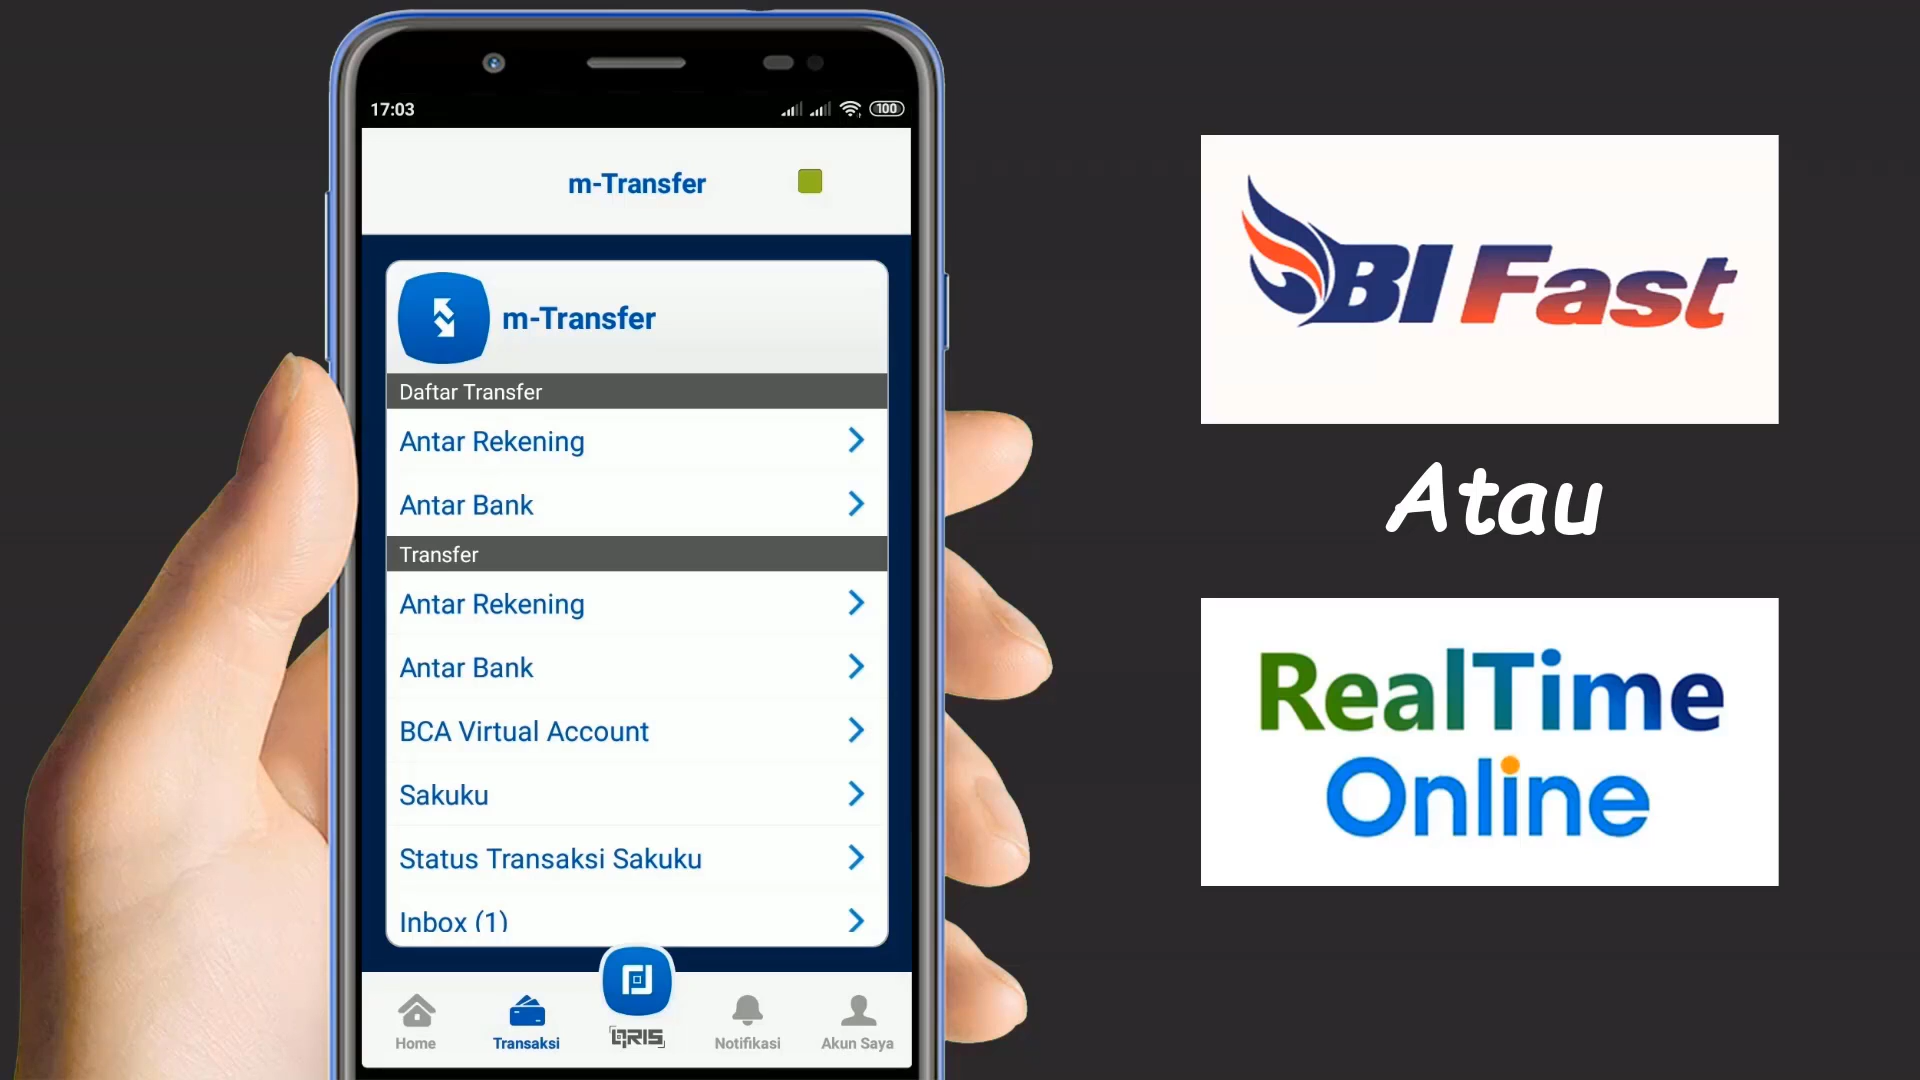 17:03
100
m-Transfer
m-Transfer
Daftar Transfer
Antar Rekening
Antar Bank
Transfer
Antar Rekening
Antar Bank
BCA Virtual Account
Sakuku
Status Transaksi Sakuku
Inbox (1)
Home
Transaksi
QRIS
Notifikasi
Akun Saya
BI Fast
Atau
RealTime
Online